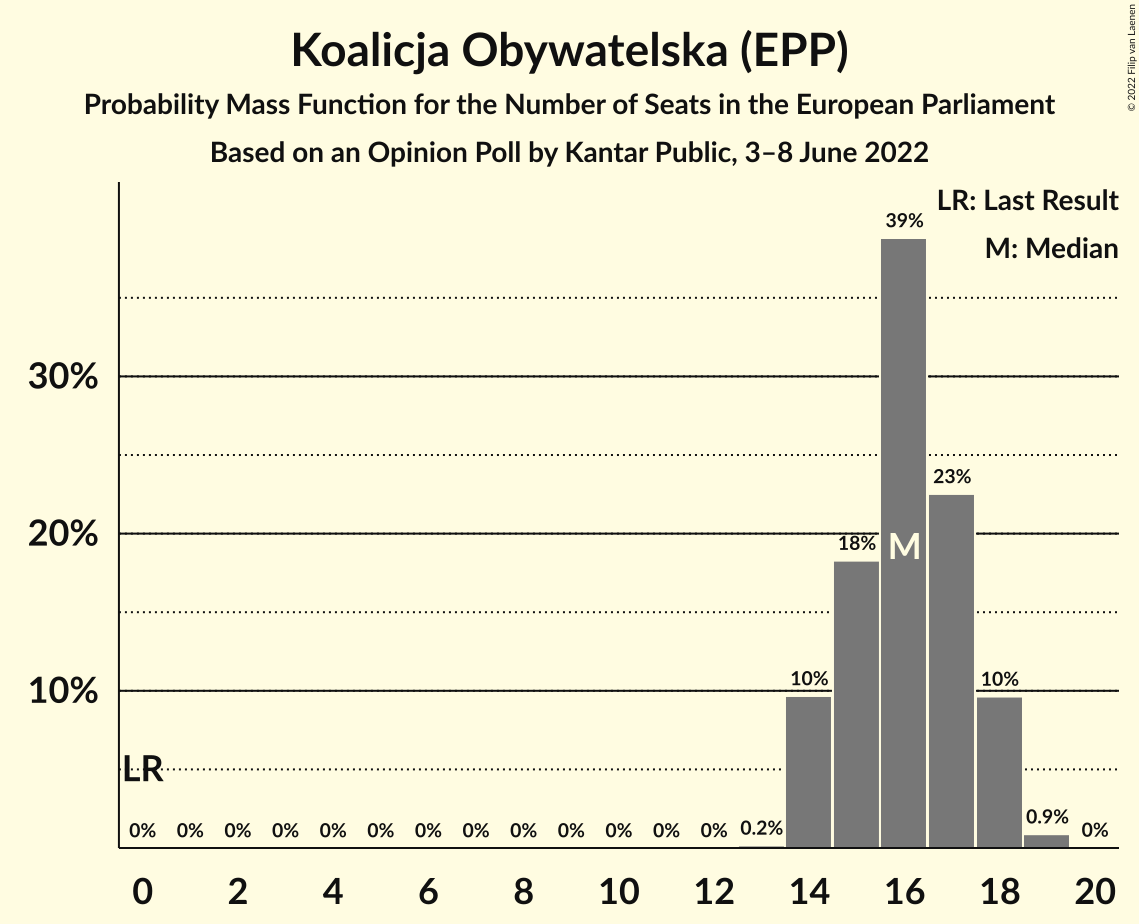 Koalicja Obywatelska (EPP)
Probability Mass Function for the Number of Seats in the European Parliament
Based on an Opinion Poll by Kantar Public, 3–8 June 2022
© 2022 Filip van Laenen
LR: Last Result
M: Median
39%
30%
23%
20%
18%
M
10%
10%
10%
LR
0% 0% 0% 0% 0% 0% 0% 0% 0% 0% 0% 0% 0% 0.2% 0.9% 0%
0 2 4 6 8 10 12 14 16 18 20